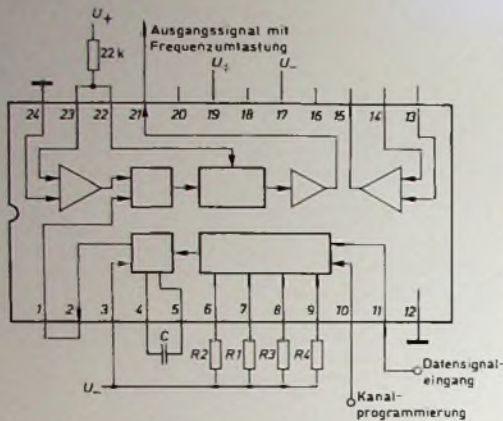 U+
Ausgangssignal mit
Frequenzumtastung
22 k
U+
U–
24 23 22 21 20 19 18 17 16 15 14 13
1 2 3 4 5 6 7 8 9 10 11 12
C
R2 R1 R3 R4
U–
Datensignal-
eingang
Kanal-
programmierung